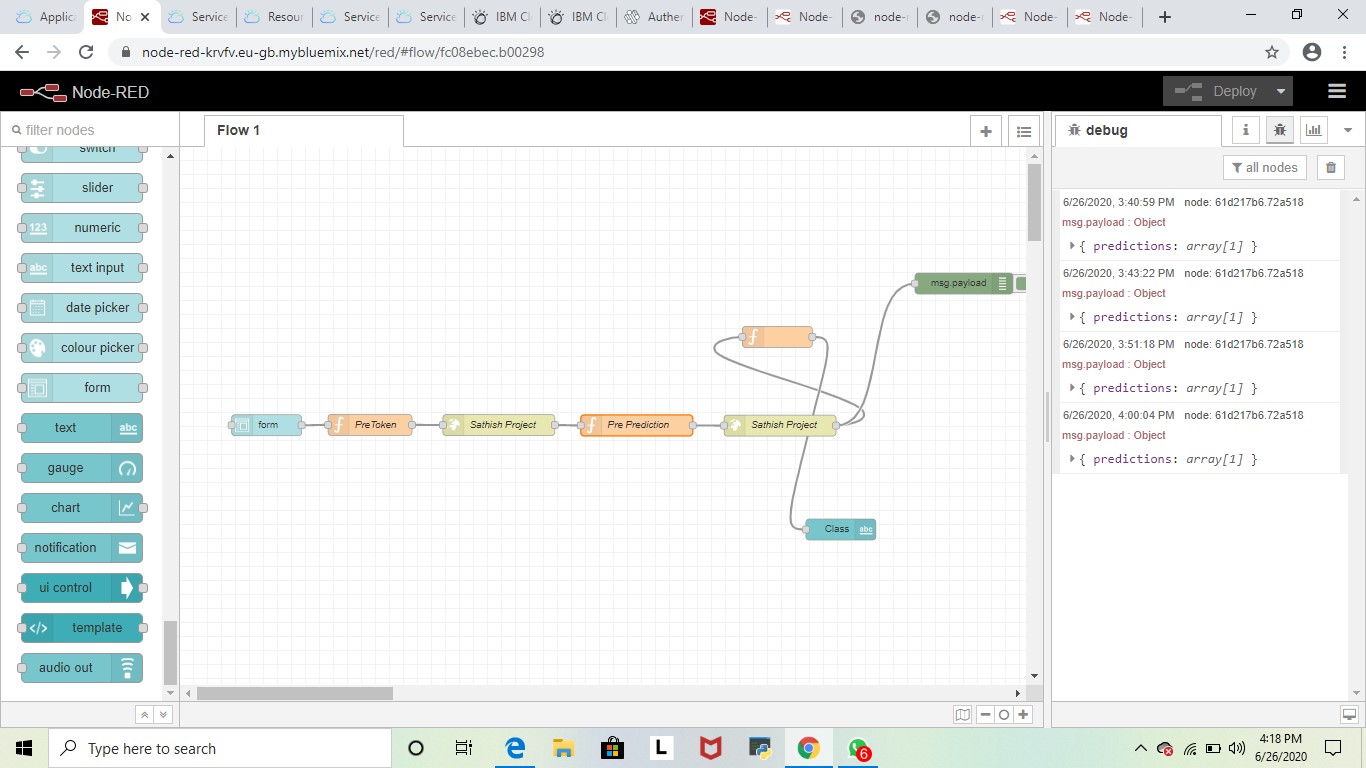 Applic
No
Service
Resour
Service
Service
IBM Cl
IBM Cl
Auther
Node-
Node-
node-r
node-r
Node-
Node-
node-red-krvfv.eu-gb.mybluemix.net/red/#flow/fc08ebec.b00298
Node-RED
Deploy
filter nodes
Flow 1
debug
i
all nodes
switch
slider
123 numeric
abc text input
date picker
colour picker
form
text abc
gauge
chart
notification
ui control
</> template
audio out
msg.payload
f
form
f PreToken
Sathish Project
f Pre Prediction
Sathish Project
Class abc
6/26/2020, 3:40:59 PM node: 61d217b6.72a518
msg.payload : Object
{ predictions: array[1] }
6/26/2020, 3:43:22 PM node: 61d217b6.72a518
msg.payload : Object
{ predictions: array[1] }
6/26/2020, 3:51:18 PM node: 61d217b6.72a518
msg.payload : Object
{ predictions: array[1] }
6/26/2020, 4:00:04 PM node: 61d217b6.72a518
msg.payload : Object
{ predictions: array[1] }
Type here to search
L
6
4:18 PM
6/26/2020